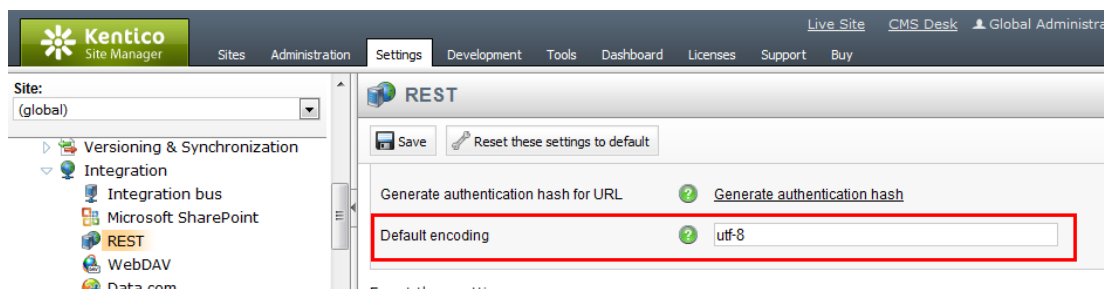 Live Site CMS Desk Global Administra
Kentico
Site Manager
Sites Administration Settings Development Tools Dashboard Licenses Support Buy
Site:
(global)
Versioning & Synchronization
Integration
Integration bus
Microsoft SharePoint
REST
WebDAV
Data.com
REST
Save Reset these settings to default
Generate authentication hash for URL Generate authentication hash
Default encoding utf-8